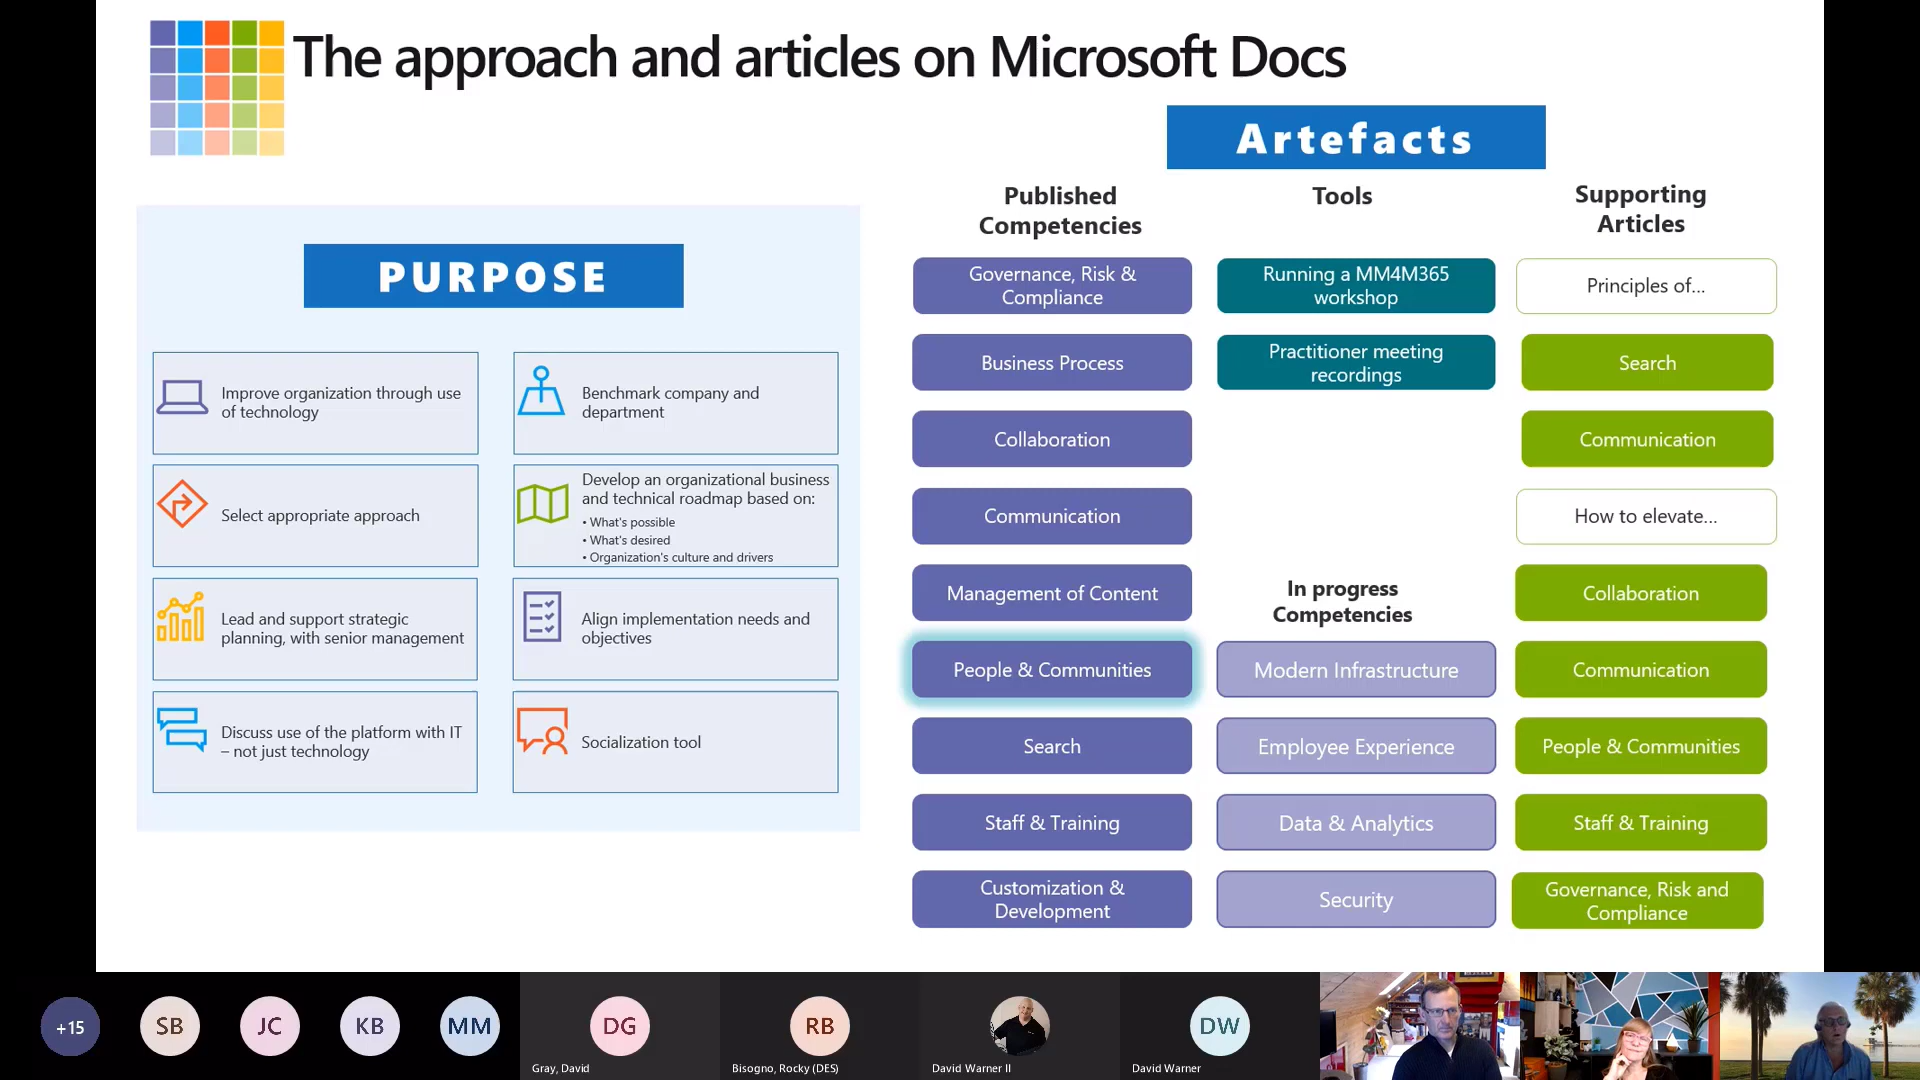 The approach and articles on Microsoft Docs
PURPOSE
Improve organization through use
of technology
Benchmark company and
department
Select appropriate approach
Develop an organizational business
and technical roadmap based on:
• What's possible
• What's desired
• Organization's culture and drivers
Lead and support strategic
planning, with senior management
Align implementation needs and
objectives
Discuss use of the platform with IT
– not just technology
Socialization tool
Artefacts
Published
Competencies
Governance, Risk &
Compliance
Business Process
Collaboration
Communication
Management of Content
People & Communities
Search
Staff & Training
Customization &
Development
Tools
Running a MM4M365
workshop
Practitioner meeting
recordings
In progress
Competencies
Modern Infrastructure
Employee Experience
Data & Analytics
Security
Supporting
Articles
Principles of...
Search
Communication
How to elevate...
Collaboration
Communication
People & Communities
Staff & Training
Governance, Risk and
Compliance
+15
SB
JC
KB
MM
DG
Gray, David
RB
Bisogno, Rocky (DES)
David Warner II
DW
David Warner